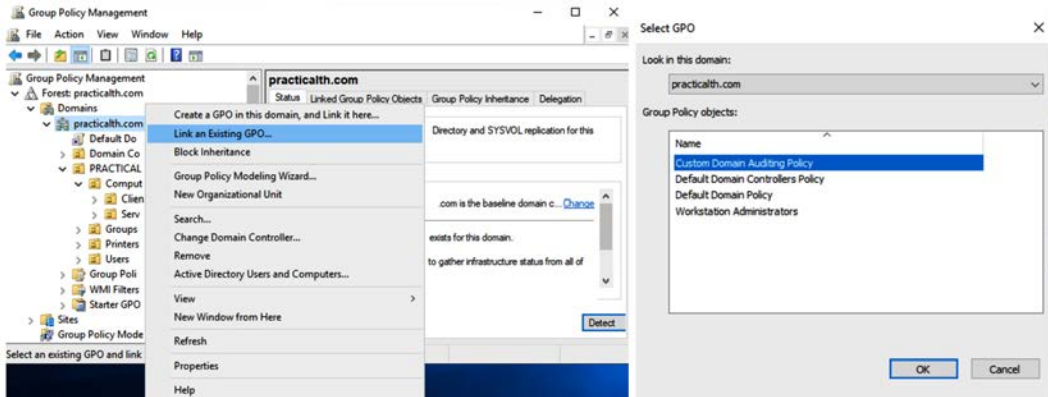 Group Policy Management
File Action View Window Help
Group Policy Management
Forest: practicalth.com
Domains
practicalth.com
Default Do
Domain Co
PRACTICAL
Comput
Clien
Serv
Groups
Printers
Users
Group Poli
WMI Filters
Starter GPO
Sites
Group Policy Mode
Select an existing GPO and link
Create a GPO in this domain, and Link it here...
Link an Existing GPO...
Block Inheritance
Group Policy Modeling Wizard...
New Organizational Unit
Search...
Change Domain Controller...
Remove
Active Directory Users and Computers...
View
New Window from Here
Refresh
Properties
Help
practicalth.com
Status Linked Group Policy Objects Group Policy Inheritance Delegation
Directory and SYSVOL replication for this
.com is the baseline domain c... Change
exists for this domain.
to gather infrastructure status from all of
Detect
Select GPO
Look in this domain:
practicalth.com
Group Policy objects:
Name
Custom Domain Auditing Policy
Default Domain Controllers Policy
Default Domain Policy
Workstation Administrators
OK Cancel